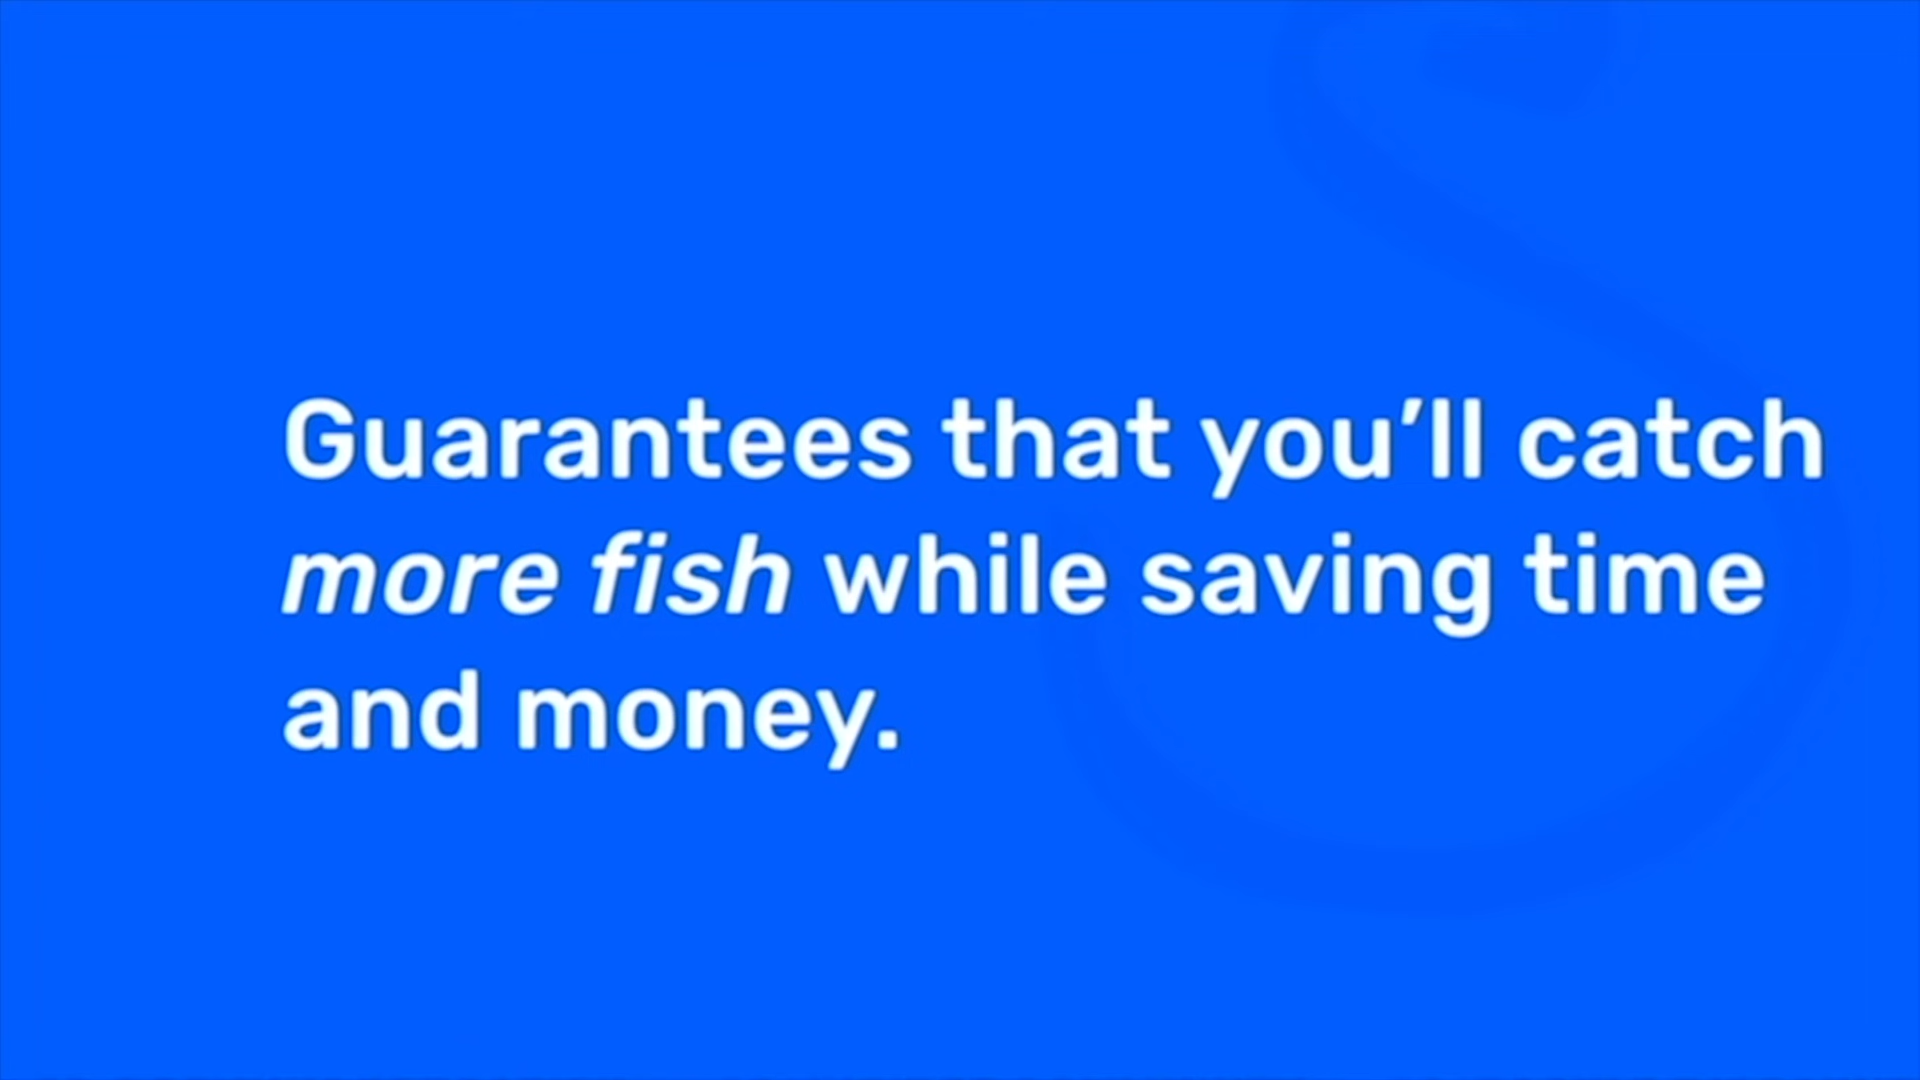 Guarantees that you’ll catch
more fish while saving time
and money.